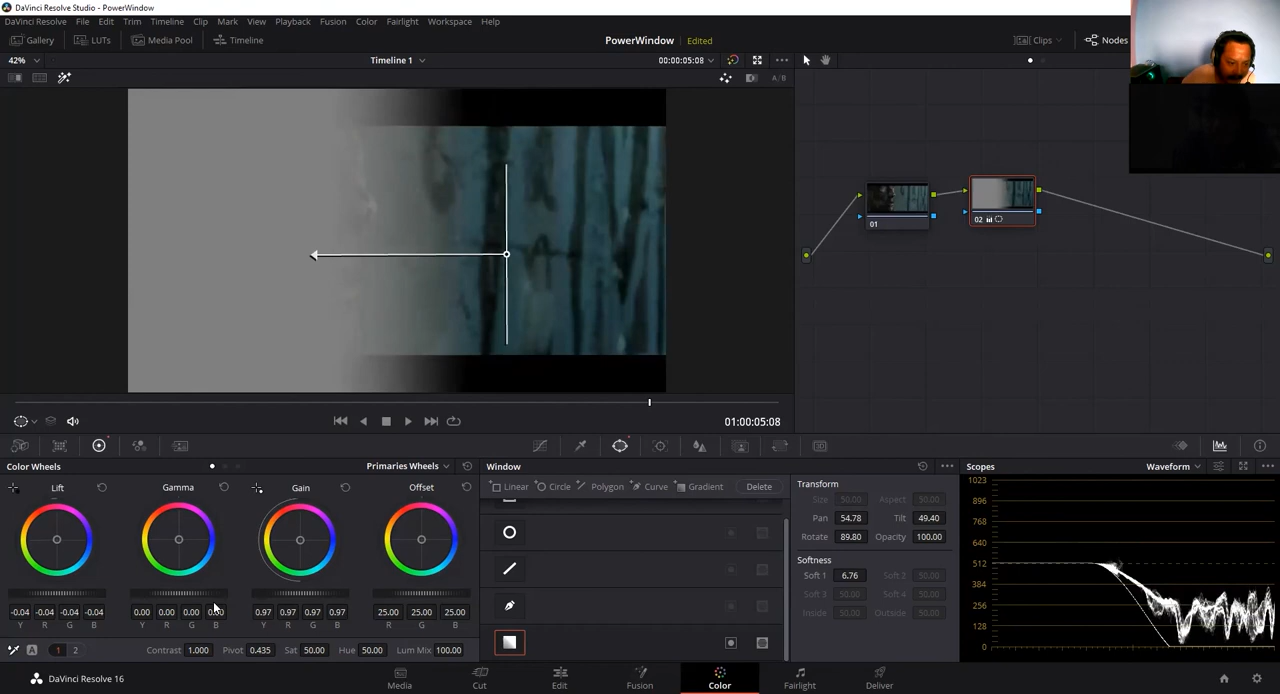 DaVinci Resolve Studio - PowerWindow
DaVinci Resolve File Edit Trim Timeline Clip Mark View Playback Fusion Color Fairlight Workspace Help
Gallery LUTs Media Pool Timeline PowerWindow Edited Clips Nodes
42% Timeline 1 00:00:05:08
A/B
01
02
01:00:05:08
Color Wheels Primaries Wheels Window Scopes Waveform
Lift Gamma Gain Offset Linear Circle Polygon Curve Gradient Delete Transform 1023
Size 50.00 Aspect 50.00 896
Pan 54.78 Tilt 49.40 768
Rotate 89.80 Opacity 100.00 640
Softness 512
Soft 1 6.76 Soft 2 50.00 384
Soft 3 50.00 Soft 4 50.00 256
-0.04 -0.04 -0.04 -0.04 0.00 0.00 0.00 0.00 0.97 0.97 0.97 0.97 25.00 25.00 25.00 Inside 50.00 Outside 50.00
Y R G B Y R G B Y R G B R G B 128
A 1 2 Contrast 1.000 Pivot 0.435 Sat 50.00 Hue 50.00 Lum Mix 100.00 0
DaVinci Resolve 16 Media Cut Edit Fusion Color Fairlight Deliver